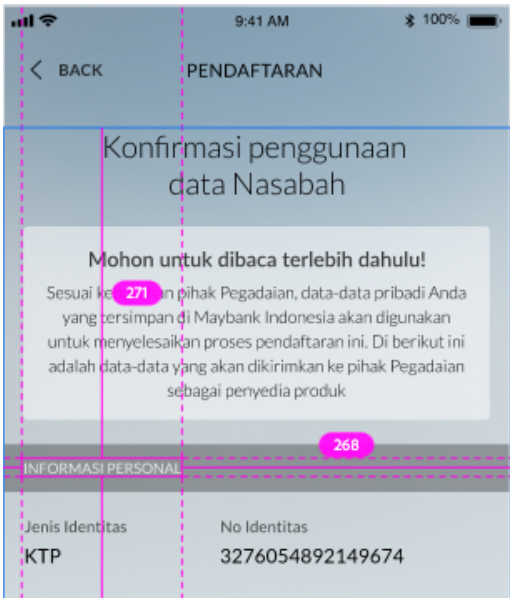 9:41 AM 100%
BACK PENDAFTARAN
Konfirmasi penggunaan
data Nasabah
Mohon untuk dibaca terlebih dahulu!
Sesuai pihak Pegadaian, data-data pribadi Anda
yang tersimpan di Maybank Indonesia akan digunakan
untuk menyelesaikan proses pendaftaran ini. Di berikut ini
adalah data-data yang akan dikirimkan ke pihak Pegadaian
sebagai penyedia produk
271
268
INFORMASI PERSONAL
Jenis Identitas No Identitas
KTP 3276054892149674